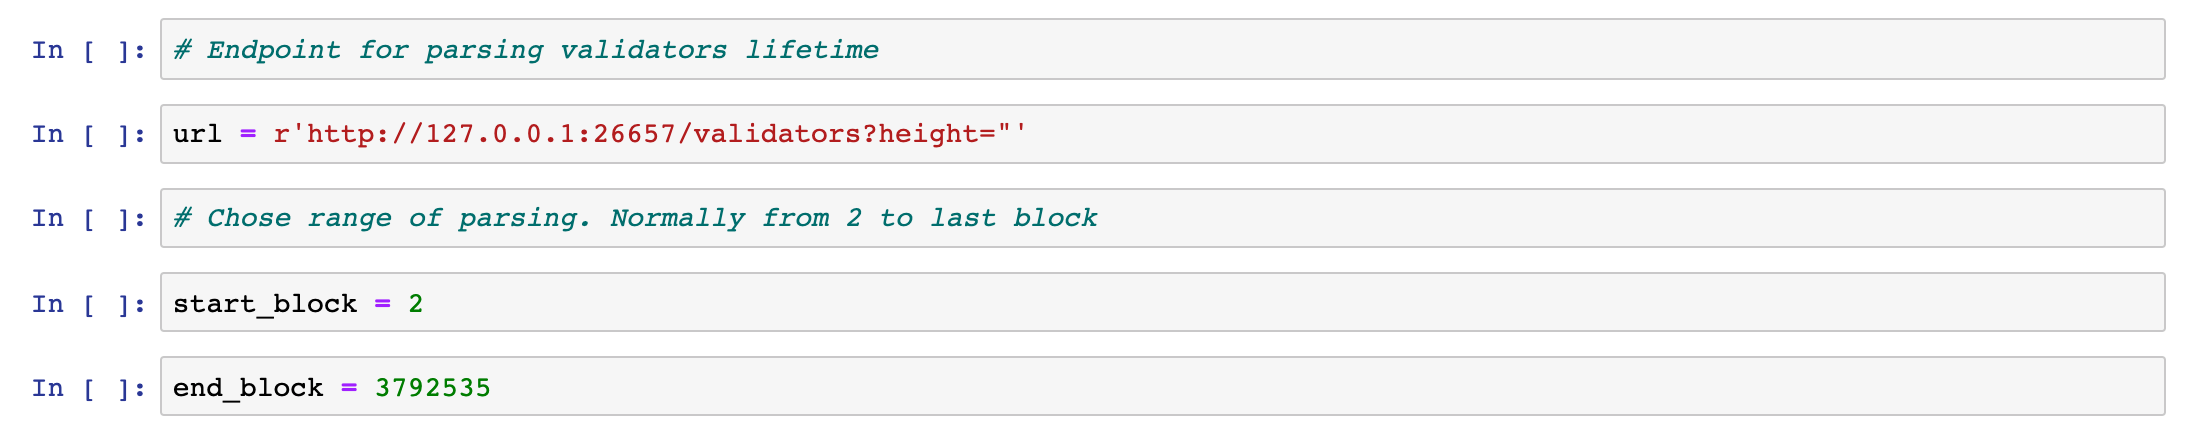 In [ ]: # Endpoint for parsing validators lifetime
In [ ]: url = r'http://127.0.0.1:26657/validators?height="'
In [ ]: # Chose range of parsing. Normally from 2 to last block
In [ ]: start_block = 2
In [ ]: end_block = 3792535